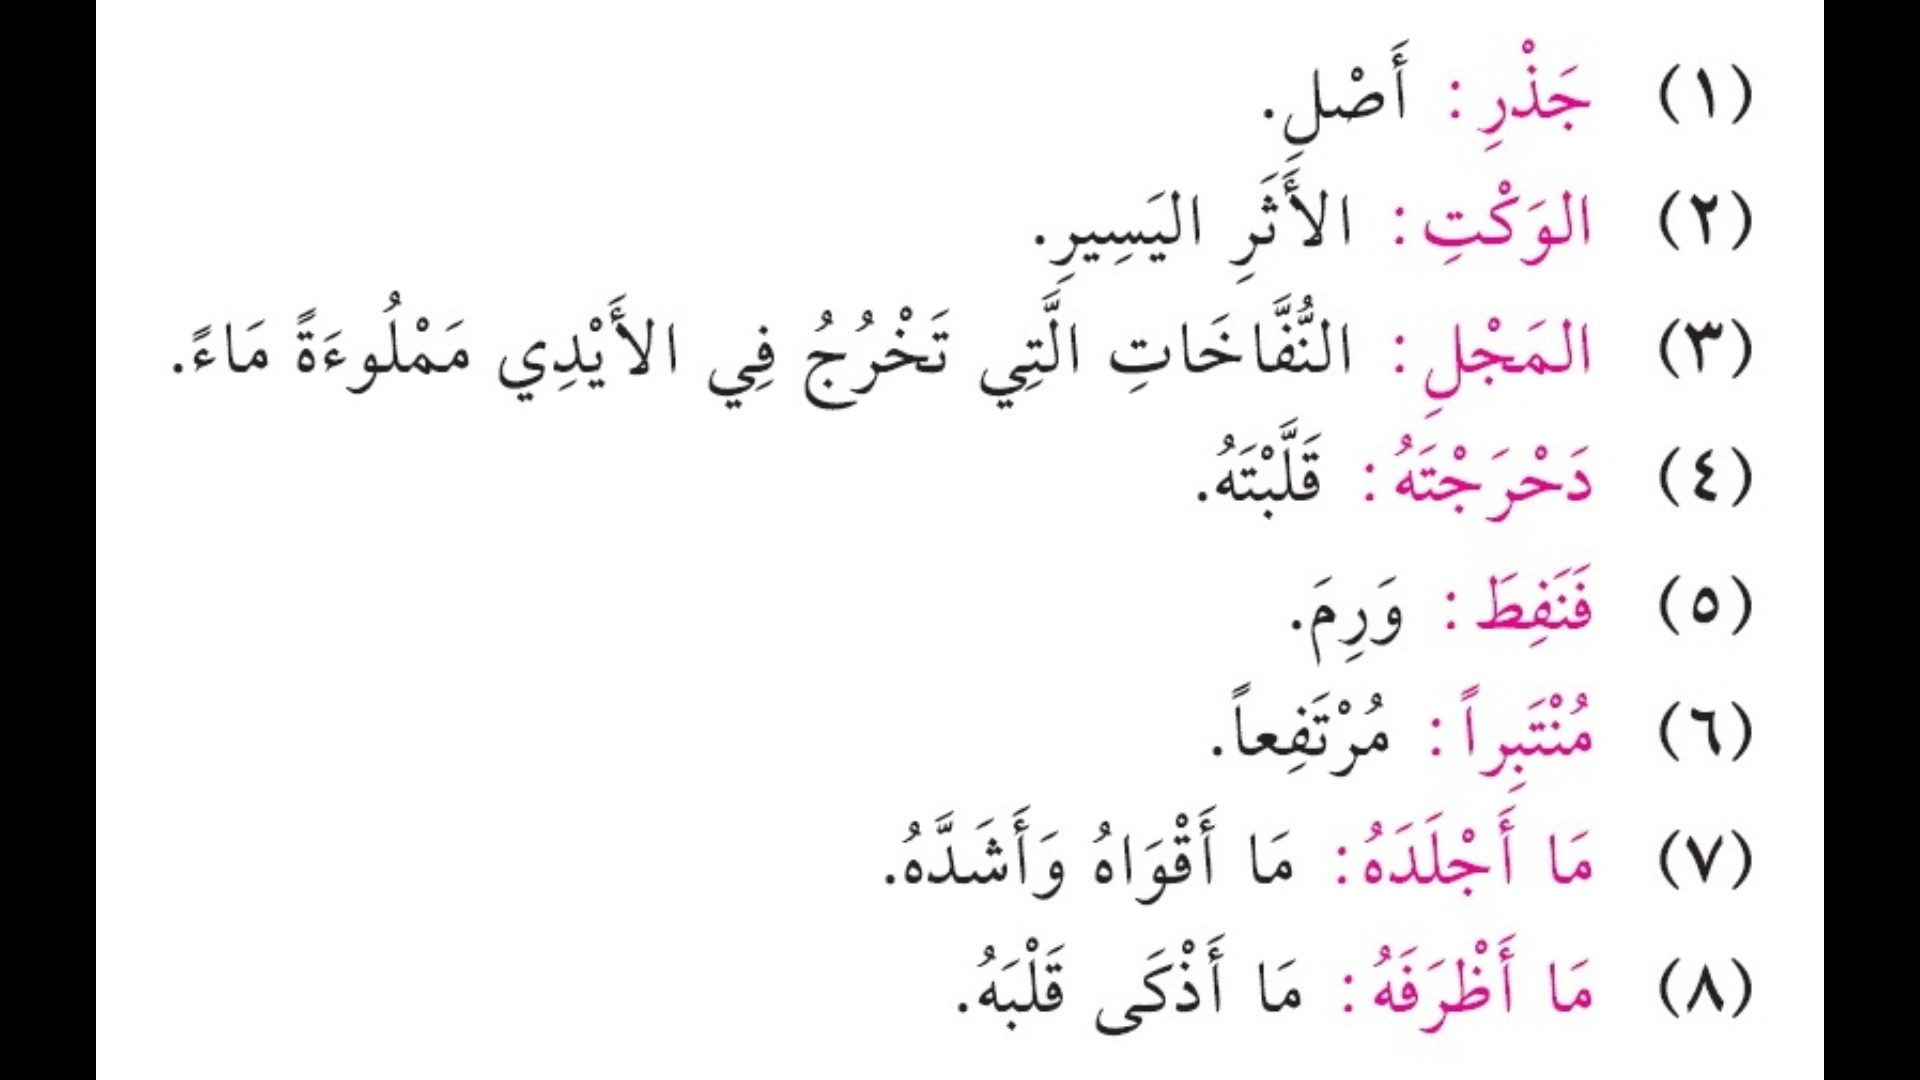 (١) جَذْرِ : أَصْلِ.
(٢) الوَكْتِ : الأَثَرِ اليَسِيرِ.
(٣) المَجْلِ : النُّفَّاخَاتِ الَّتِي تَخْرُجُ فِي الأَيْدِي مَمْلُوءَةً مَاءً.
(٤) دَحْرَجْتَهُ : قَلَّبْتَهُ.
(٥) فَنَفِطَ : وَرِمَ.
(٦) مُنْتَبِراً : مُرْتَفِعاً.
(٧) مَا أَجْلَدَهُ : مَا أَقْوَاهُ وَأَشَدَّهُ.
(٨) مَا أَظْرَفَهُ : مَا أَذْكَى قَلْبَهُ.